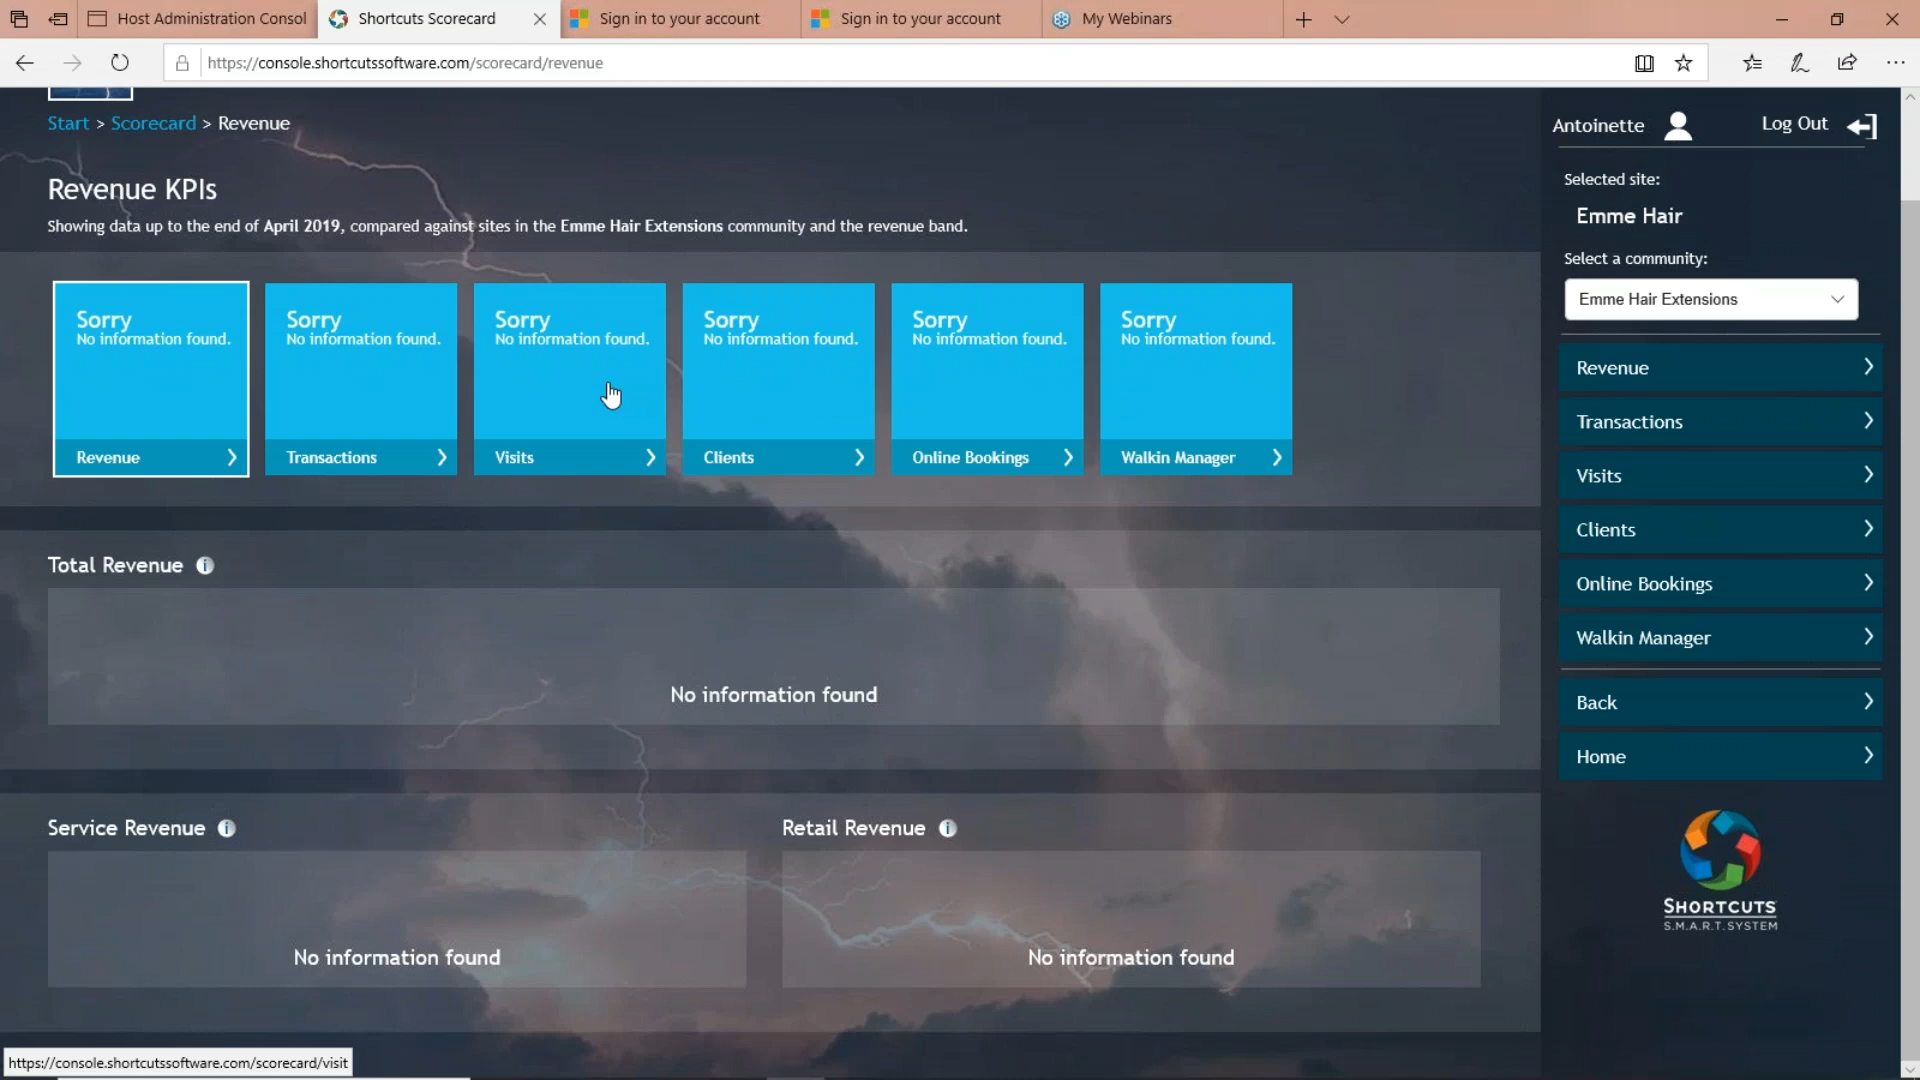 Host Administration Consol
Shortcuts Scorecard
Sign in to your account
Sign in to your account
My Webinars
https://console.shortcutssoftware.com/scorecard/revenue
Start > Scorecard > Revenue
Antoinette
Log Out
Revenue KPIs
Showing data up to the end of April 2019, compared against sites in the Emme Hair Extensions community and the revenue band.
Selected site:
Emme Hair
Select a community:
Emme Hair Extensions
Sorry
No information found.
Revenue
Sorry
No information found.
Transactions
Sorry
No information found.
Visits
Sorry
No information found.
Clients
Sorry
No information found.
Online Bookings
Sorry
No information found.
Walkin Manager
Revenue
Transactions
Visits
Clients
Online Bookings
Walkin Manager
Back
Home
Total Revenue
No information found
Service Revenue
No information found
Retail Revenue
No information found
SHORTCUTS
S.M.A.R.T. SYSTEM
https://console.shortcutssoftware.com/scorecard/visit